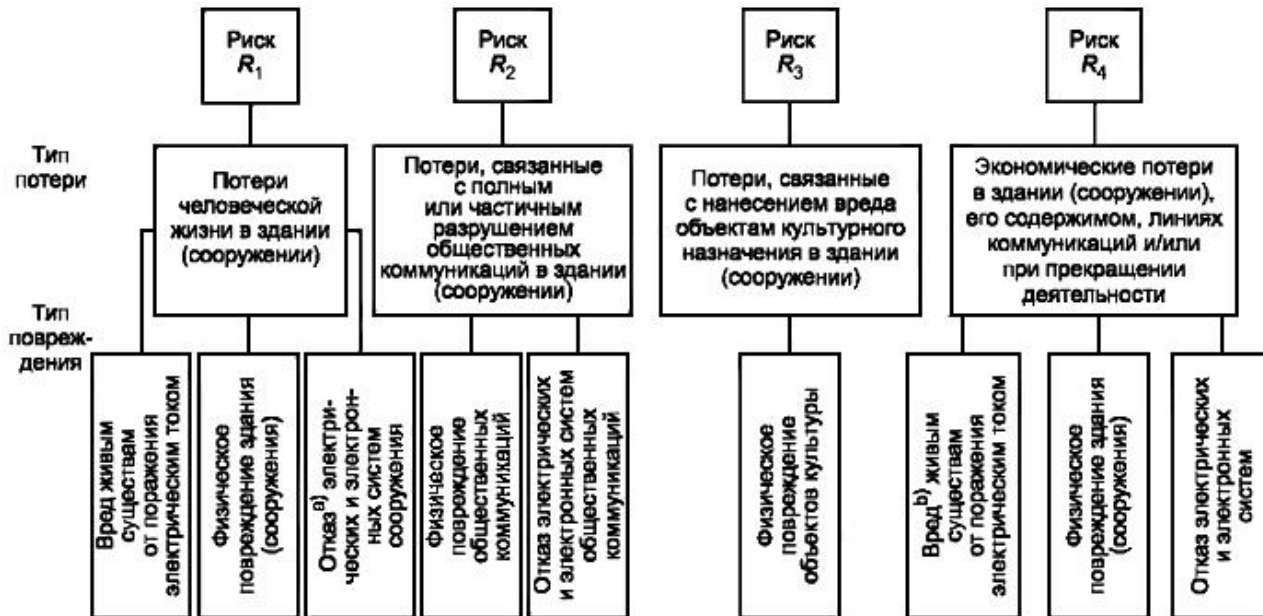 Риск
R₁
Риск
R₂
Риск
R₃
Риск
R₄
Тип
потери
Потери
человеческой
жизни в здании
(сооружении)
Потери, связанные
с полным
или частичным
разрушением
общественных
коммуникаций в здании
(сооружении)
Потери, связанные
с нанесением вреда
объектам культурного
назначения в здании
(сооружении)
Экономические потери
в здании (сооружении),
его содержимом, линиях
коммуникаций и/или
при прекращении
деятельности
Тип
повреж-
дения
Вред живым
существам
от поражения
электрическим током
Физическое
повреждение здания
(сооружения)
Отказ a) электри-
ческих и электрон-
ных систем
сооружения
физическое
повреждение
общественных
коммуникаций
Отказ электрических
и электронных систем
общественных
коммуникаций
Физическое
повреждение
объектов культуры
Вред b) живым
существам
от поражения
электрическим током
Физическое
повреждение здания
(сооружения)
Отказ электрических
и электронных
систем